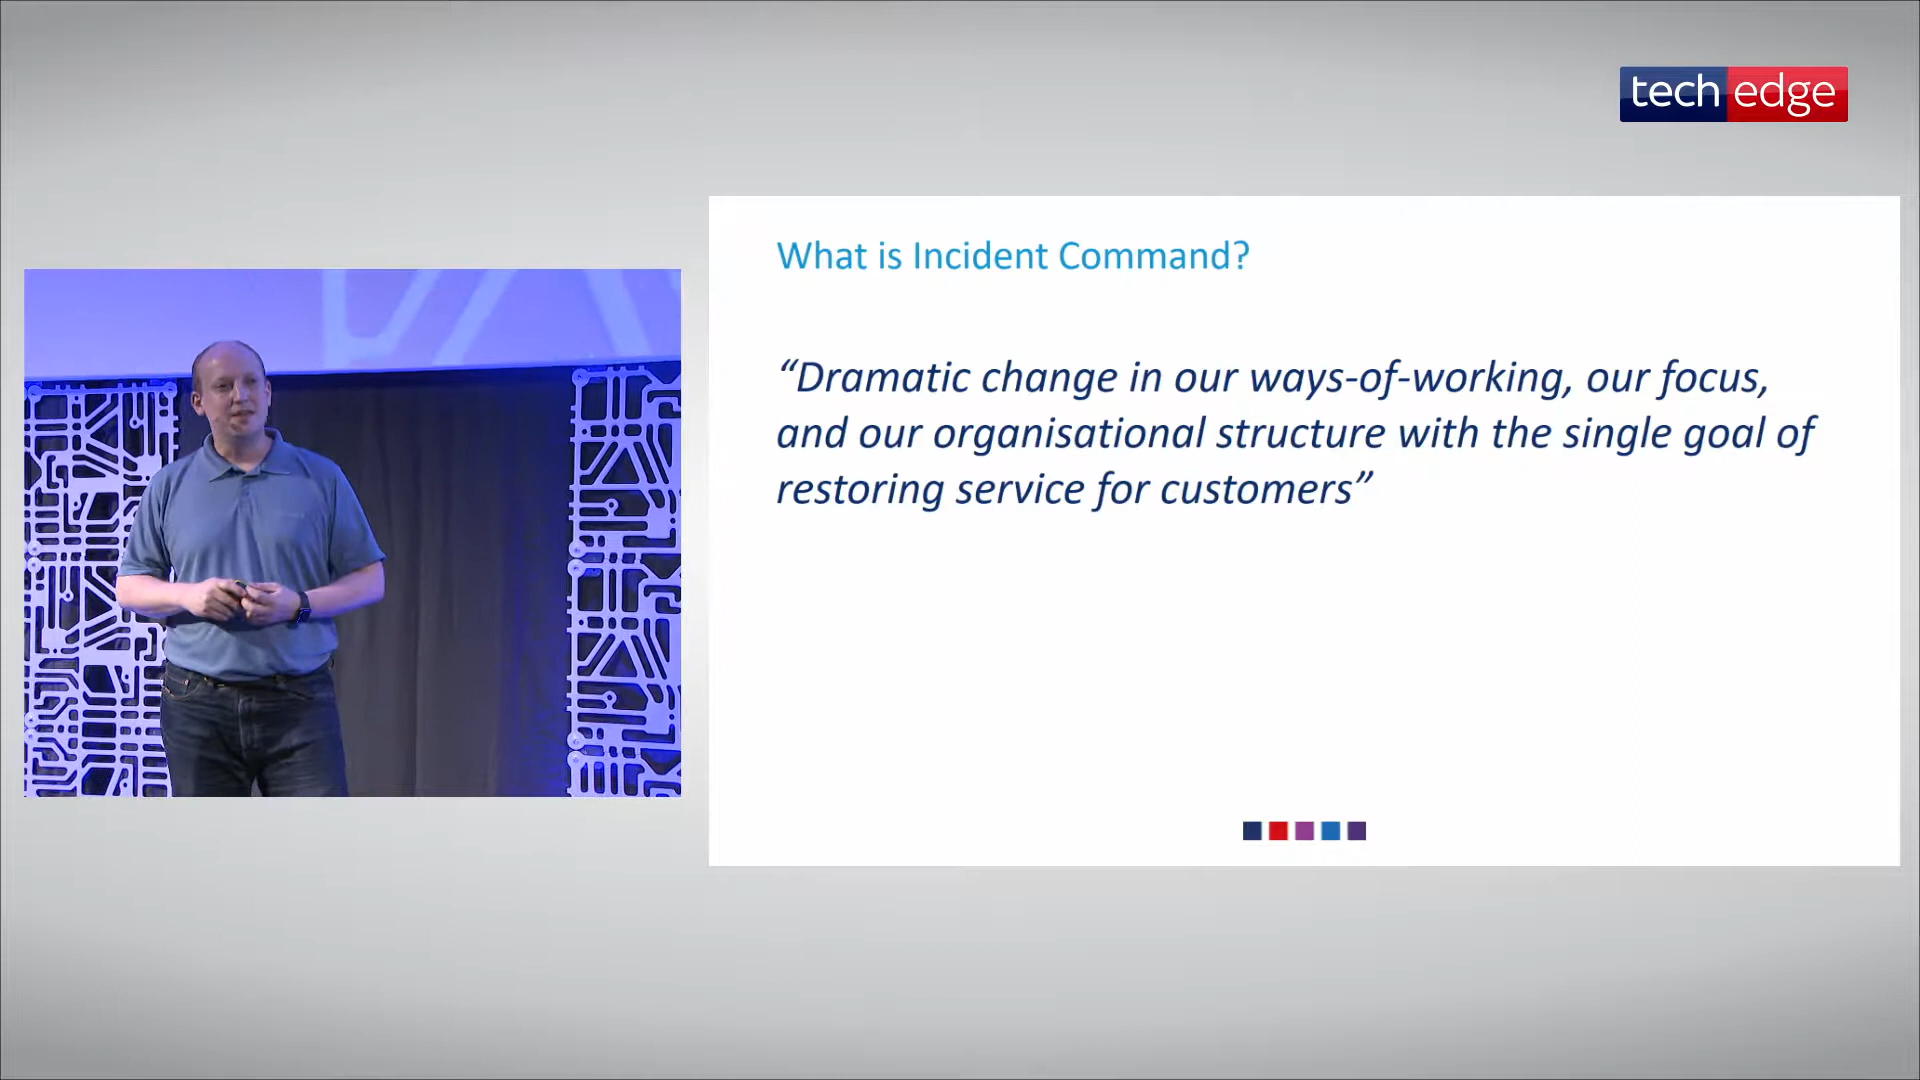 tech edge
What is Incident Command?
“Dramatic change in our ways-of-working, our focus,
and our organisational structure with the single goal of
restoring service for customers”